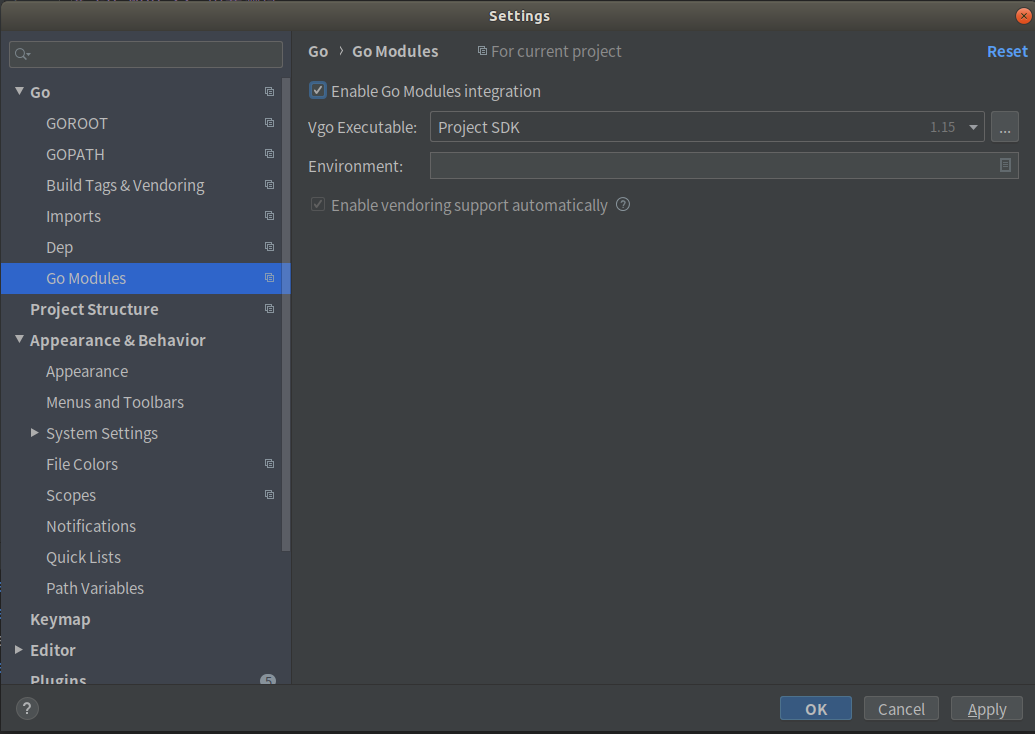 Settings
Go
GOROOT
GOPATH
Build Tags & Vendoring
Imports
Dep
Go Modules
Project Structure
Appearance & Behavior
Appearance
Menus and Toolbars
System Settings
File Colors
Scopes
Notifications
Quick Lists
Path Variables
Keymap
Editor
Plugins 5
Go › Go Modules For current project Reset
Enable Go Modules integration
Vgo Executable: Project SDK 1.15 ...
Environment:
Enable vendoring support automatically ?
? OK Cancel Apply